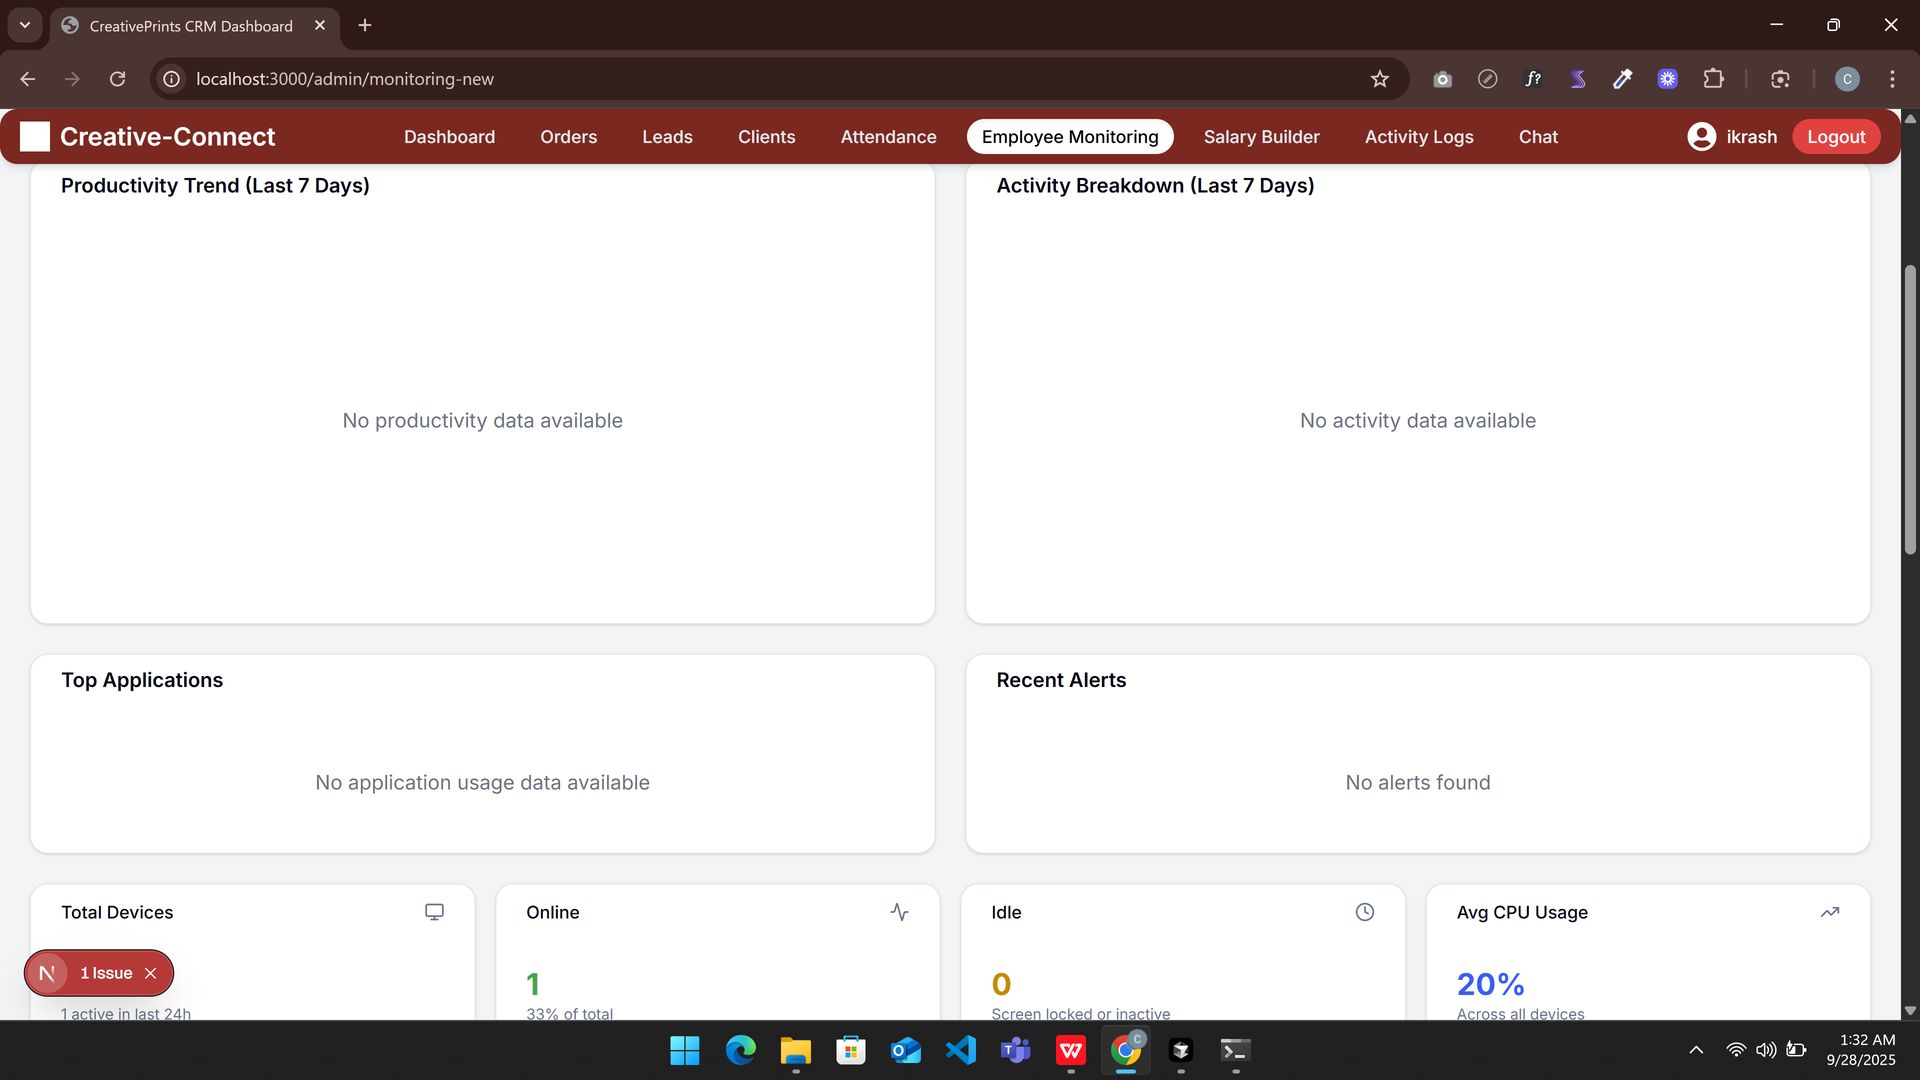 CreativePrints CRM Dashboard
localhost:3000/admin/monitoring-new
f?
C
Creative-Connect
Dashboard
Orders
Leads
Clients
Attendance
Employee Monitoring
Salary Builder
Activity Logs
Chat
ikrash
Logout
Productivity Trend (Last 7 Days)
Activity Breakdown (Last 7 Days)
No productivity data available
No activity data available
Top Applications
Recent Alerts
No application usage data available
No alerts found
Total Devices
Online
Idle
Avg CPU Usage
N 1 Issue
1
0
20%
1 active in last 24h
33% of total
Screen locked or inactive
Across all devices
1:32 AM
9/28/2025